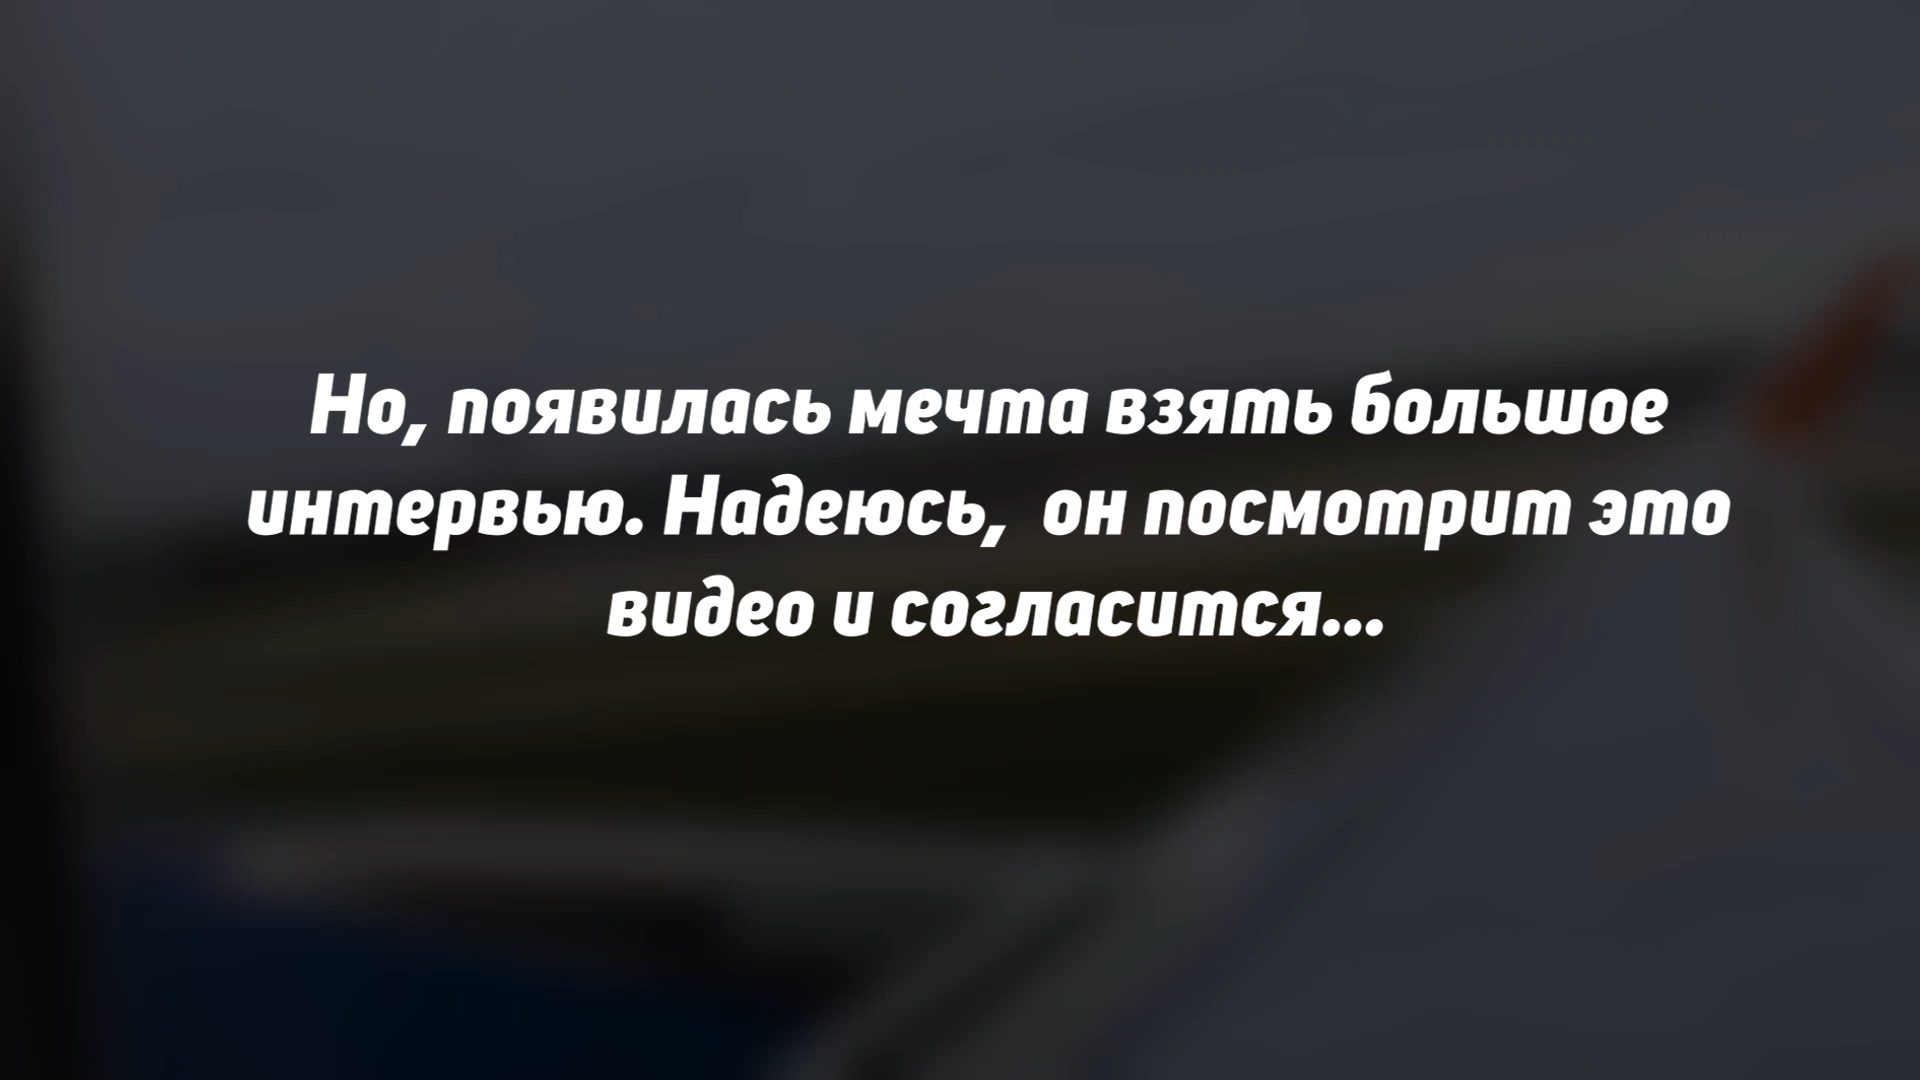 Но, появилась мечта взять большое
интервью. Надеюсь,  он посмотрит это
видео и согласится...